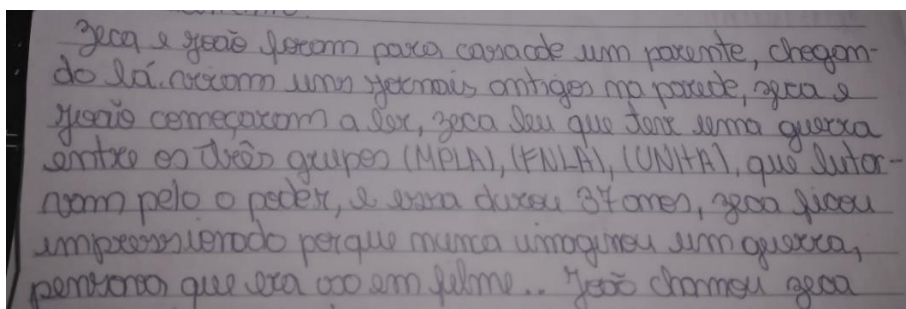 zeca e joão foram para casa de um parente, chegan-
do lá. viram uns jornais antigos na parede, zeca e
joão começaram a ler, zeca leu que teve uma guerra
entre os três grupos (MPLA), (FNLA), (UNITA), que lutar-
vam pelo o poder, e essa durou 37 anos, zeca ficou
impressionado porque nunca imaginou um guerra,
pensava que era só em filme.. João chamou zeca